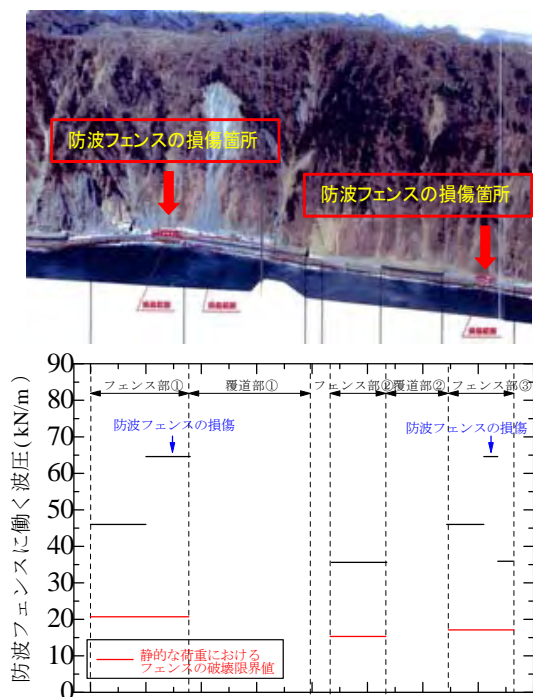 防波フェンスの損傷箇所
防波フェンスの損傷箇所
防波フェンスに働く波圧(kN/m)
90
80
70
60
50
40
30
20
10
0
フェンス部①
覆道部①
フェンス部②
覆道部②
フェンス部③
防波フェンスの損傷
防波フェンスの損傷
静的な荷重における
フェンスの破壊限界値